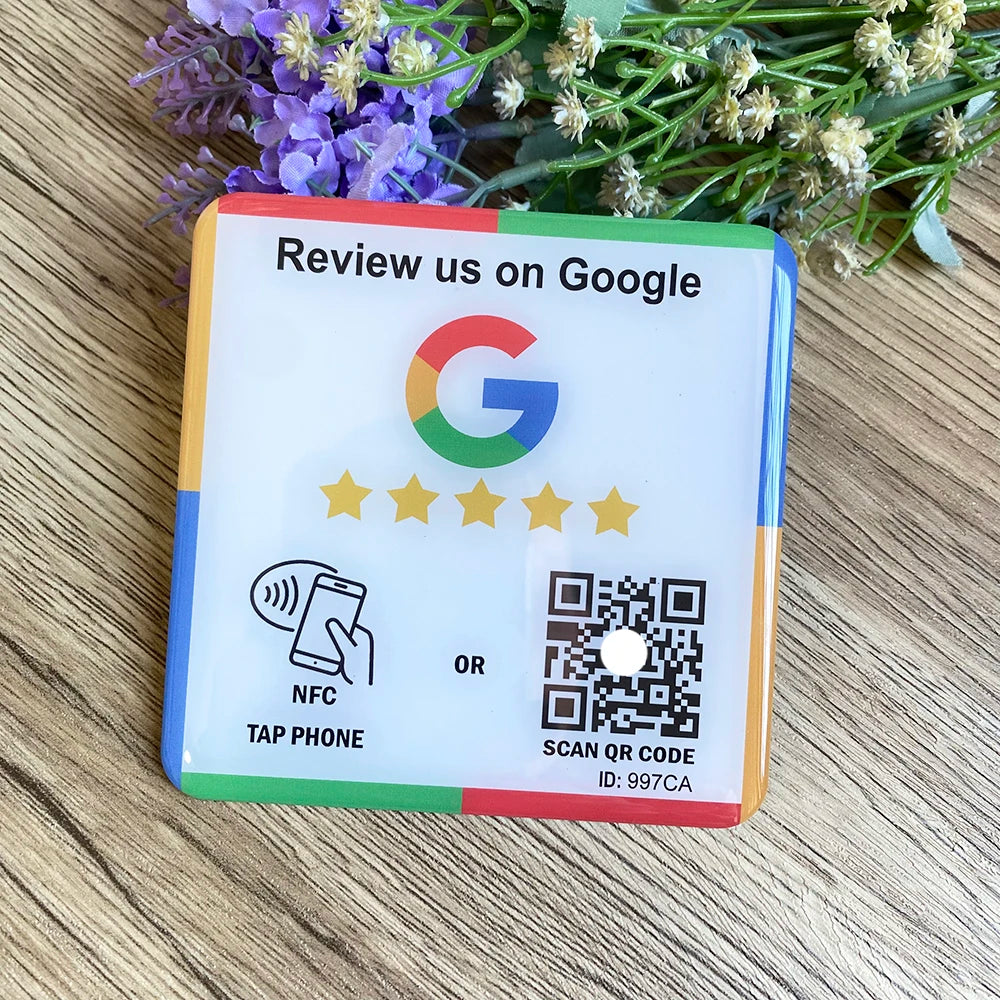 Review us on Google
NFC
TAP PHONE
OR
SCAN QR CODE
ID: 997CA